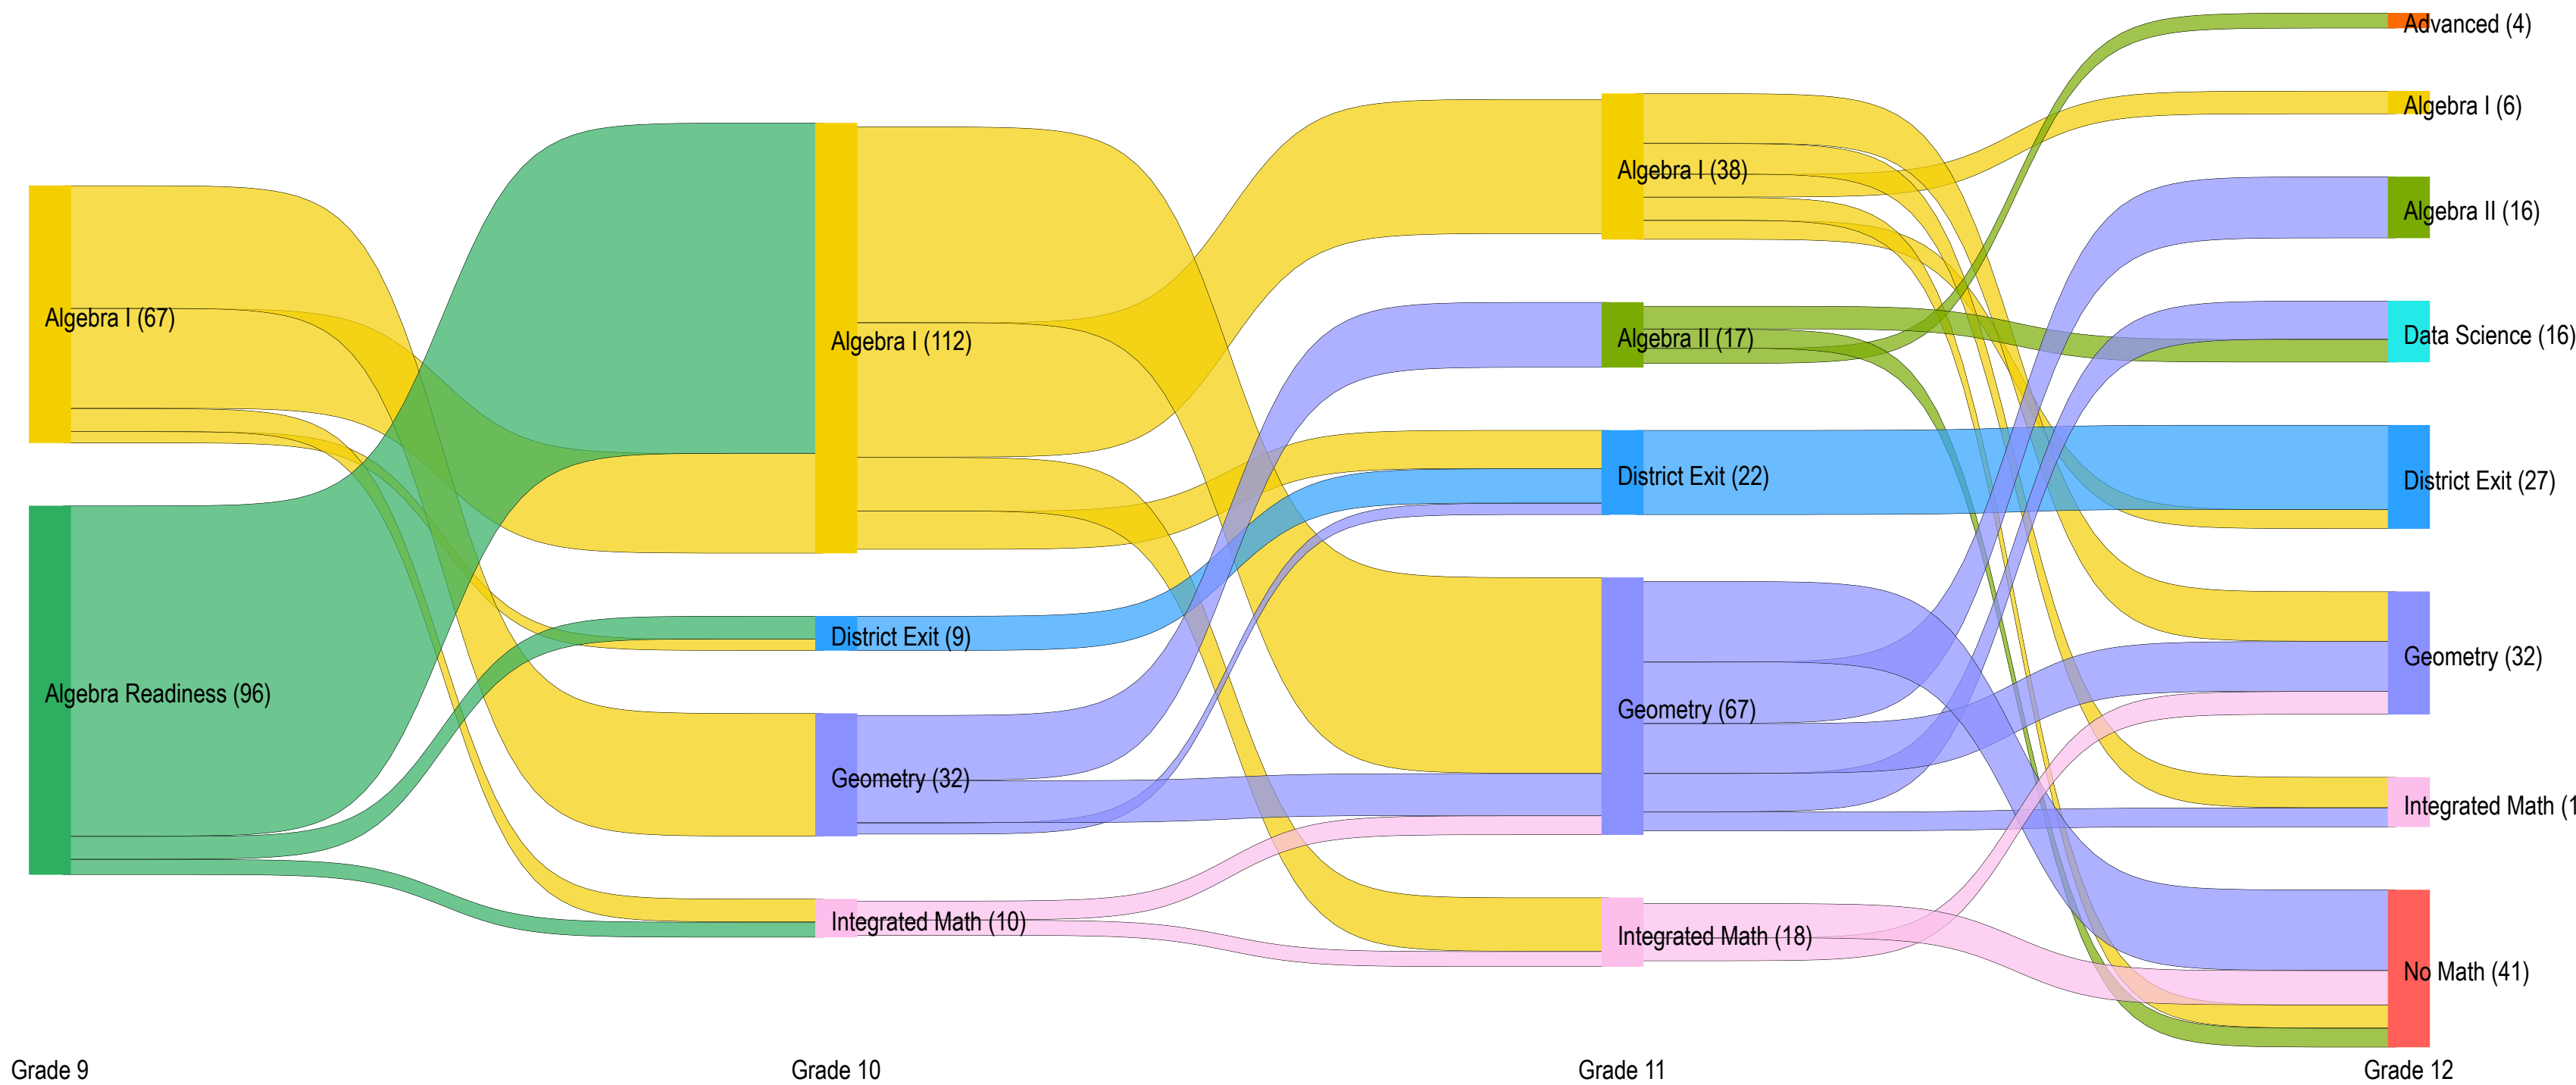 Algebra I (67)
Algebra Readiness (96)
Grade 9
Algebra I (112)
District Exit (9)
Geometry (32)
Integrated Math (10)
Grade 10
Algebra I (38)
Algebra II (17)
District Exit (22)
Geometry (67)
Integrated Math (18)
Grade 11
Advanced (4)
Algebra I (6)
Algebra II (16)
Data Science (16)
District Exit (27)
Geometry (32)
Integrated Math (1
No Math (41)
Grade 12